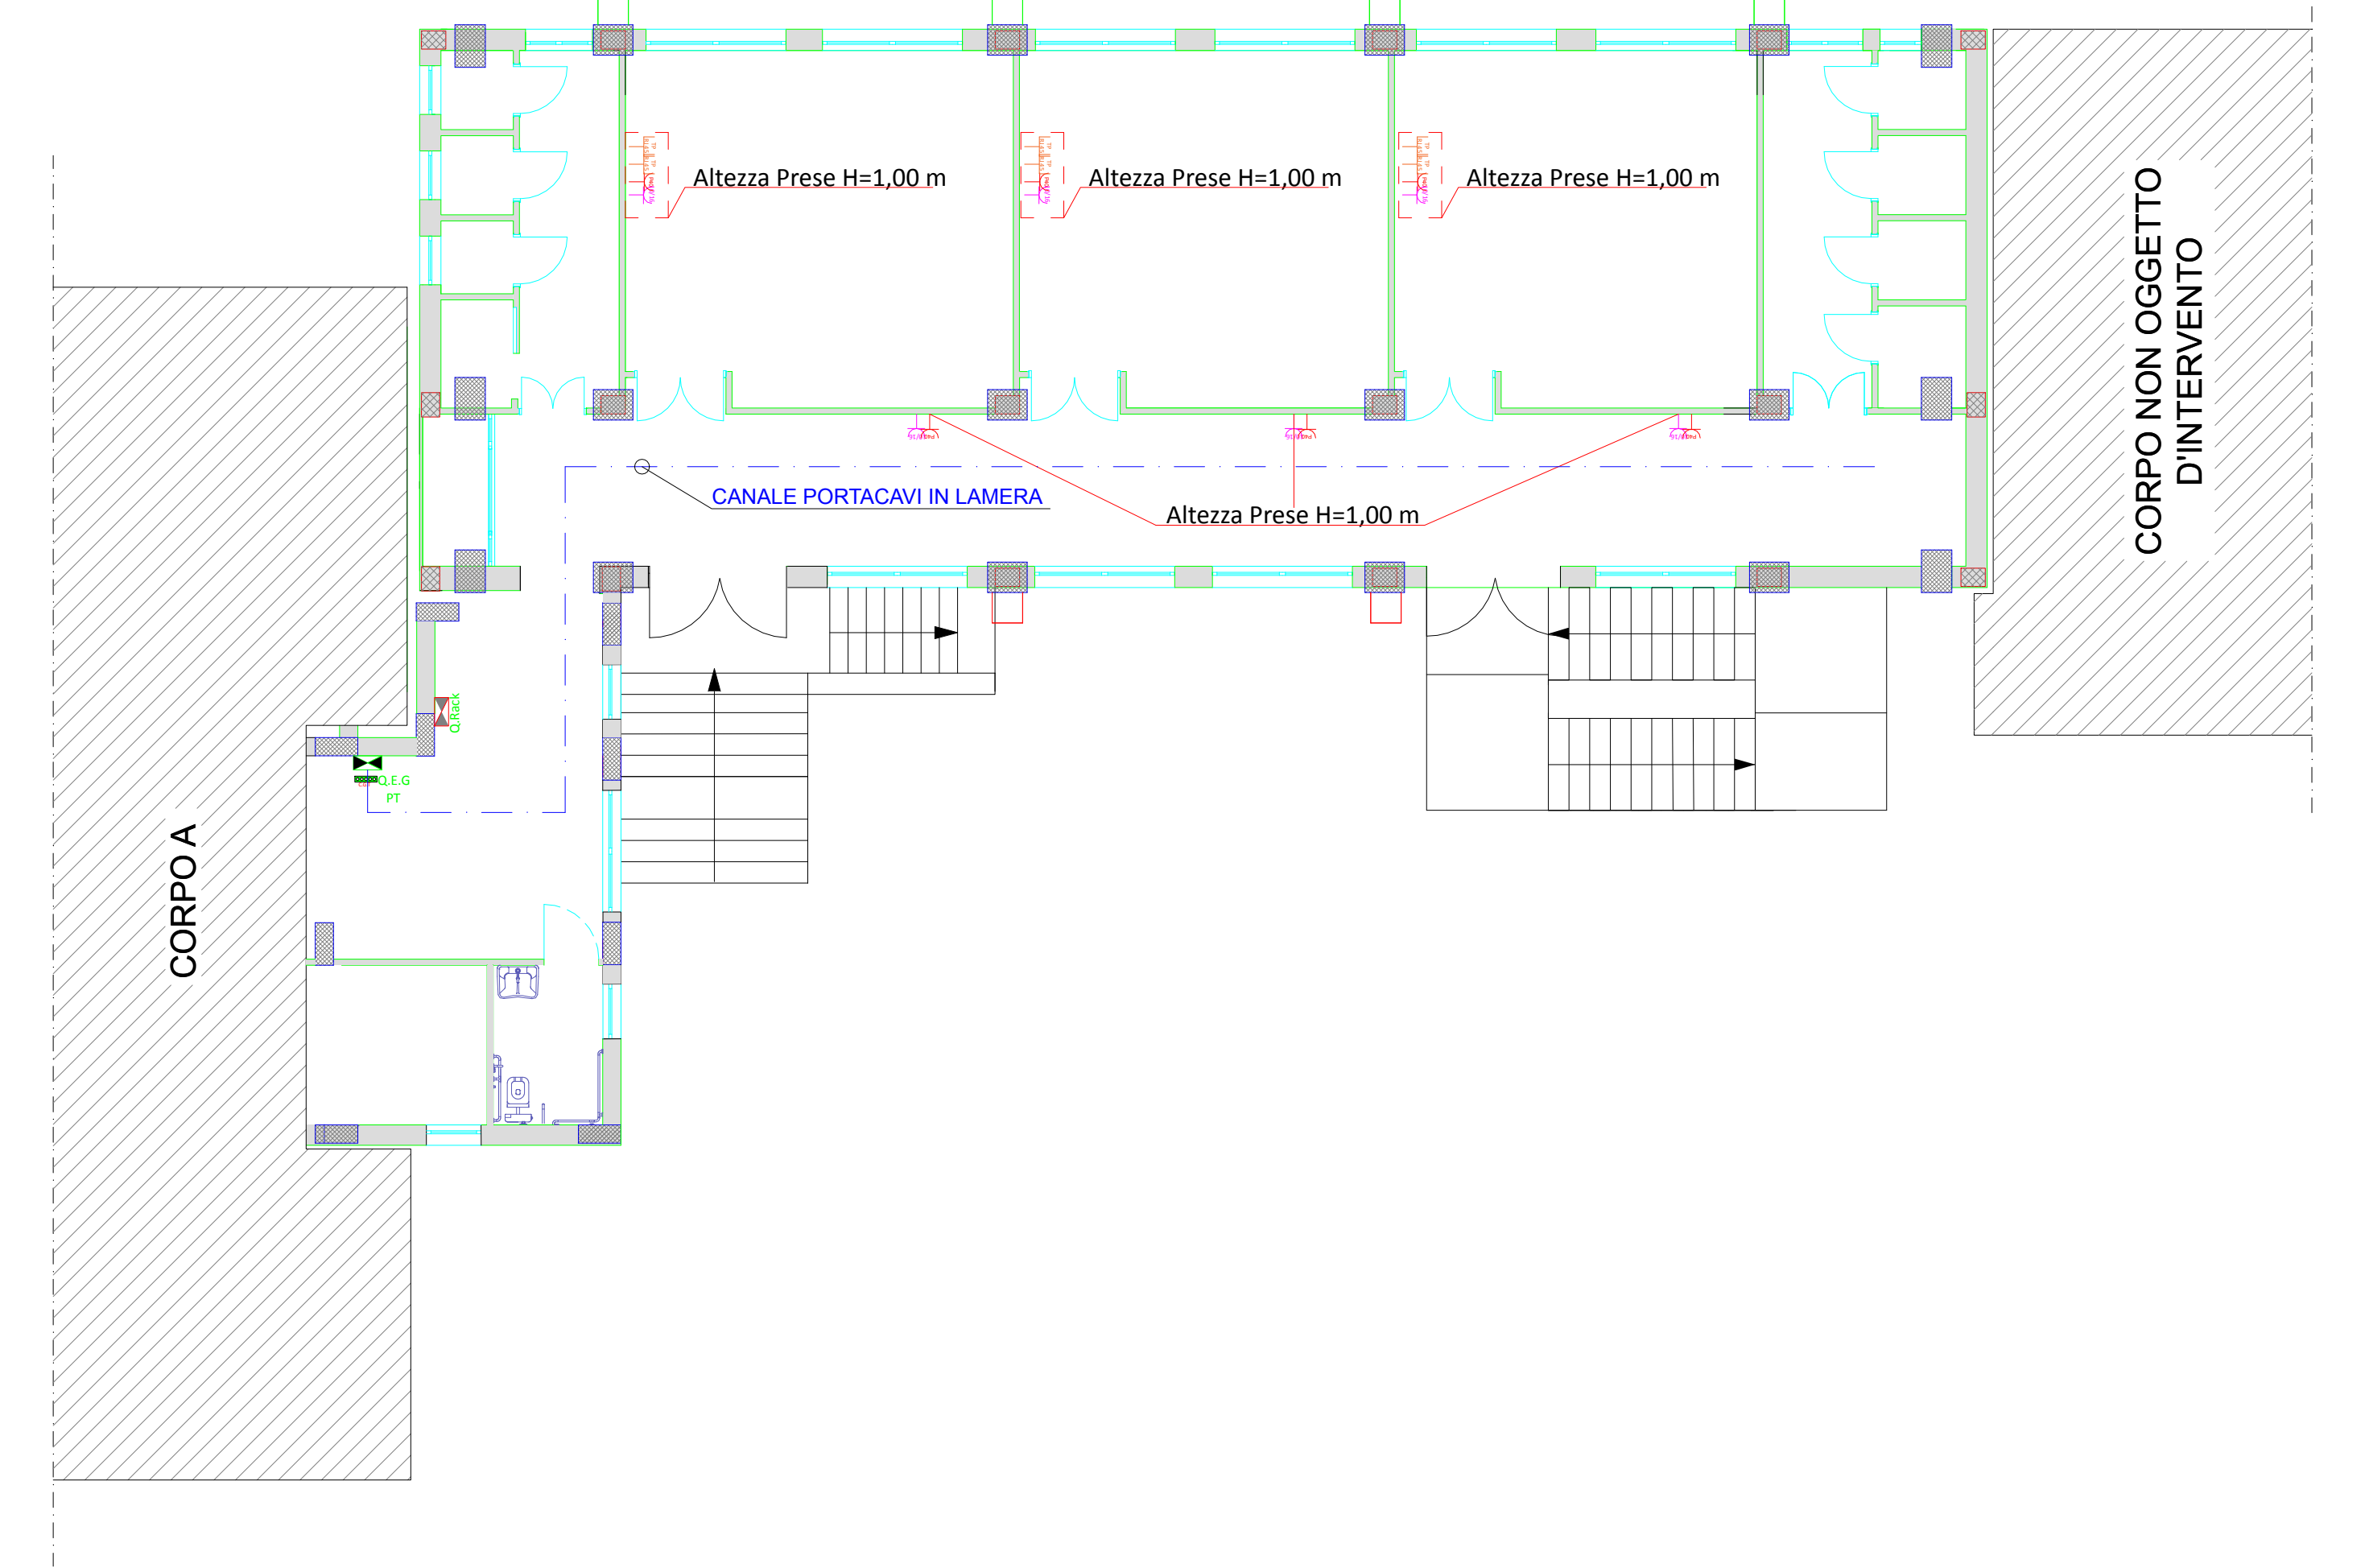 Altezza Prese H=1,00 m
Altezza Prese H=1,00 m
Altezza Prese H=1,00 m
CORPO NON OGGETTO
D'INTERVENTO
CANALE PORTACAVI IN LAMERA
Altezza Prese H=1,00 m
Q.Rack
Q.E.G
PT
CORPO A